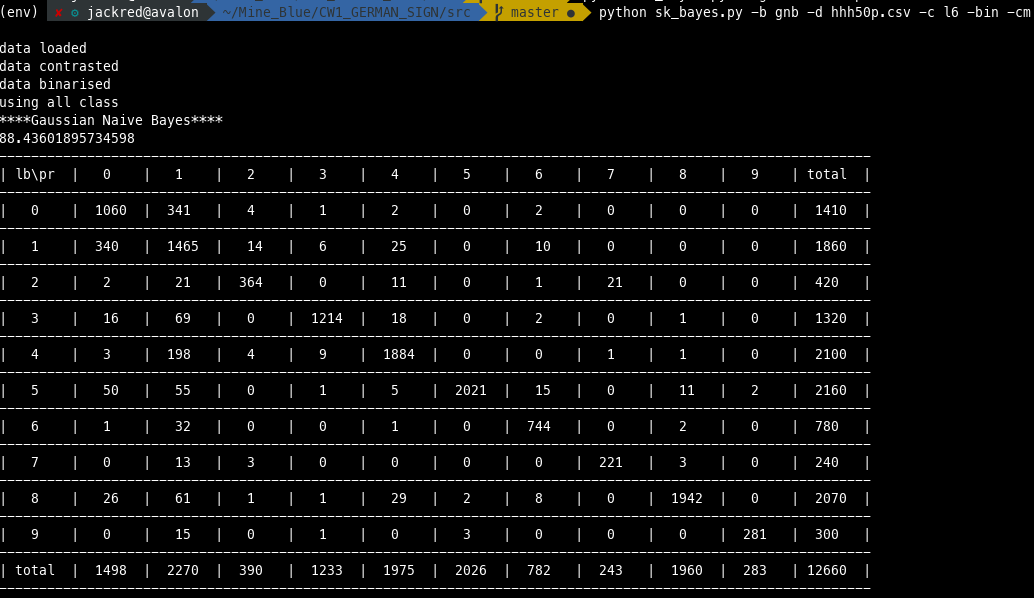 (env) ✘ ⚙ jackred@avalon ~/Mine_Blue/CW1_GERMAN_SIGN/src master ● python sk_bayes.py -b gnb -d hhh50p.csv -c l6 -bin -cm
data loaded
data contrasted
data binarised
using all class
****Gaussian Naive Bayes****
88.43601895734598
| lb\pr | 0 | 1 | 2 | 3 | 4 | 5 | 6 | 7 | 8 | 9 | total |
| 0 | 1060 | 341 | 4 | 1 | 2 | 0 | 2 | 0 | 0 | 0 | 1410 |
| 1 | 340 | 1465 | 14 | 6 | 25 | 0 | 10 | 0 | 0 | 0 | 1860 |
| 2 | 2 | 21 | 364 | 0 | 11 | 0 | 1 | 21 | 0 | 0 | 420 |
| 3 | 16 | 69 | 0 | 1214 | 18 | 0 | 2 | 0 | 1 | 0 | 1320 |
| 4 | 3 | 198 | 4 | 9 | 1884 | 0 | 0 | 1 | 1 | 0 | 2100 |
| 5 | 50 | 55 | 0 | 1 | 5 | 2021 | 15 | 0 | 11 | 2 | 2160 |
| 6 | 1 | 32 | 0 | 0 | 1 | 0 | 744 | 0 | 2 | 0 | 780 |
| 7 | 0 | 13 | 3 | 0 | 0 | 0 | 0 | 221 | 3 | 0 | 240 |
| 8 | 26 | 61 | 1 | 1 | 29 | 2 | 8 | 0 | 1942 | 0 | 2070 |
| 9 | 0 | 15 | 0 | 1 | 0 | 3 | 0 | 0 | 0 | 281 | 300 |
| total | 1498 | 2270 | 390 | 1233 | 1975 | 2026 | 782 | 243 | 1960 | 283 | 12660 |